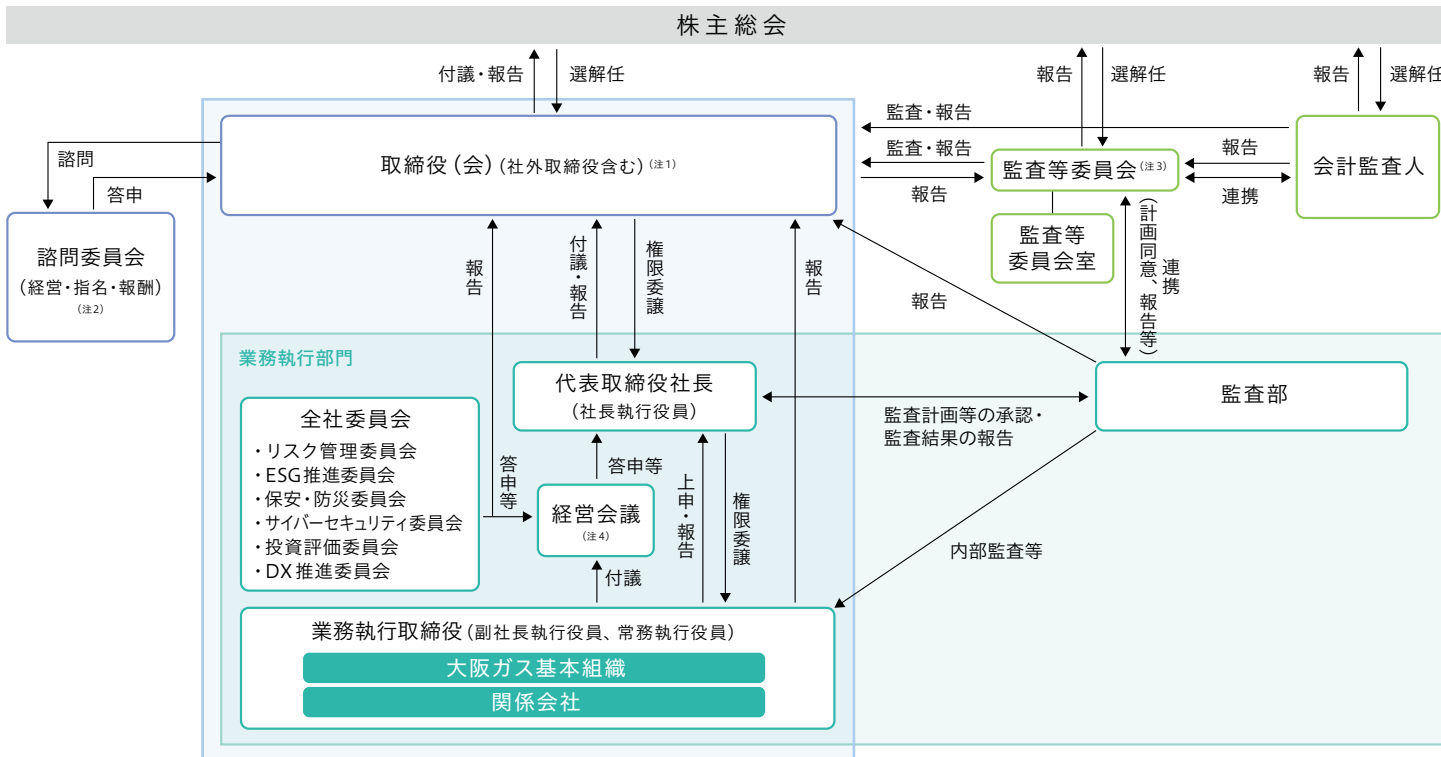 株主総会
付議・報告
選解任
報告
選解任
報告
選解任
諮問
答申
取締役(会)(社外取締役含む)(注1)
監査・報告
監査・報告
報告
監査等委員会(注3)
報告
連携
会計監査人
監査等
委員会室
諮問委員会
(経営・指名・報酬)
(注2)
報告
付議・報告
権限委譲
報告
報告
連携
(計画同意、報告等)
業務執行部門
代表取締役社長
(社長執行役員)
監査部
監査計画等の承認・
監査結果の報告
全社委員会
・リスク管理委員会
・ESG推進委員会
・保安・防災委員会
・サイバーセキュリティ委員会
・投資評価委員会
・DX推進委員会
答申等
答申等
経営会議
(注4)
上申・報告
権限委譲
付議
内部監査等
業務執行取締役(副社長執行役員、常務執行役員)
大阪ガス基本組織
関係会社